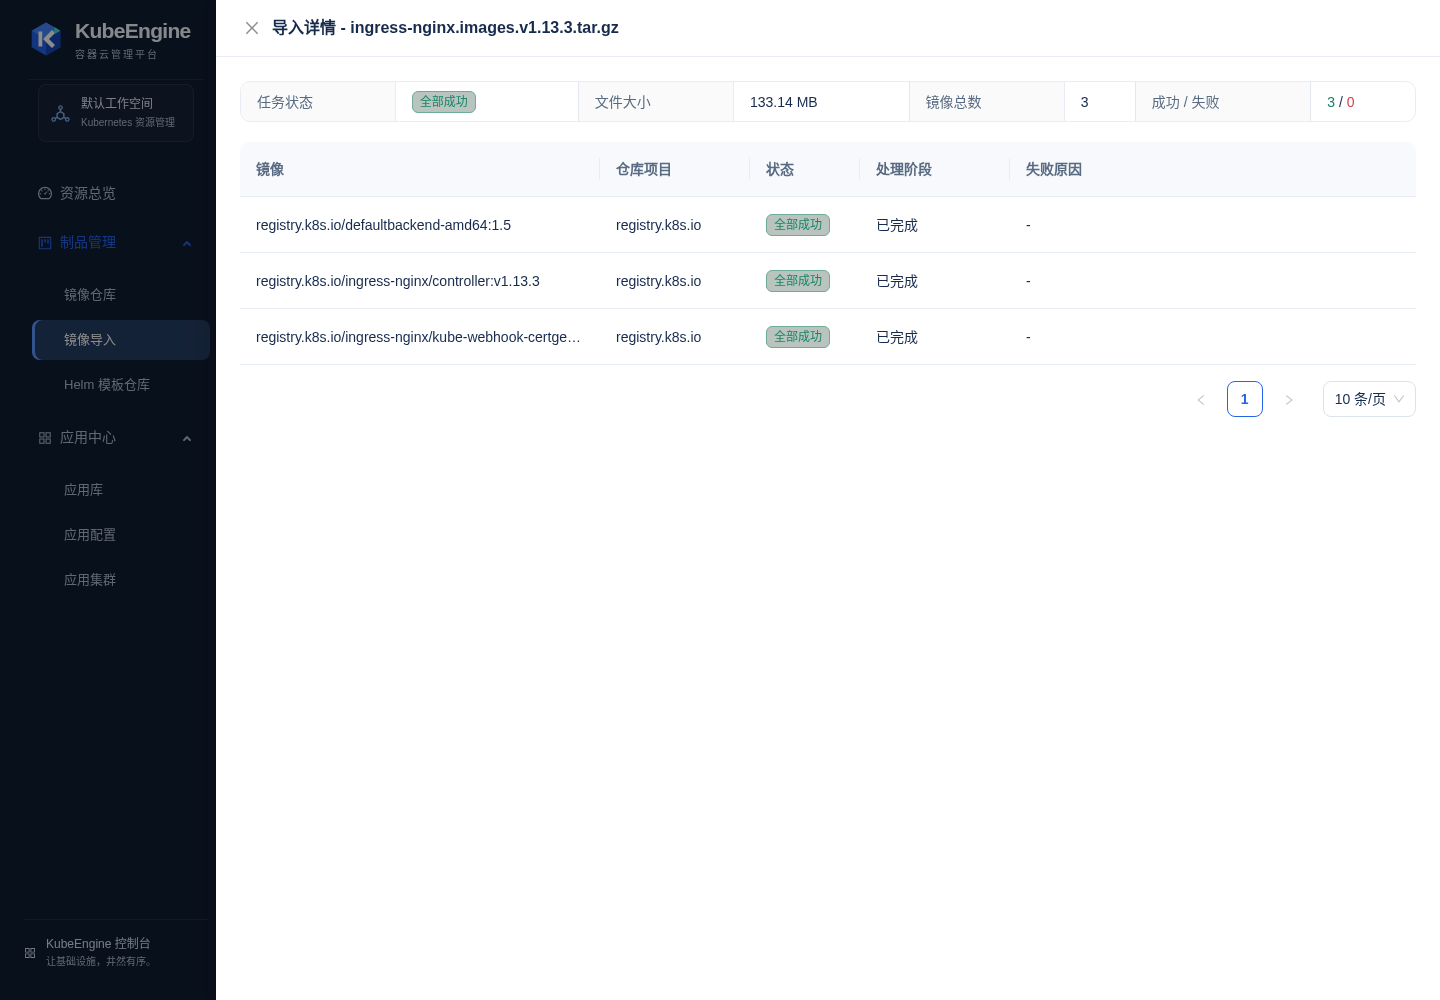 KubeEngine
容器云管理平台
默认工作空间
Kubernetes 资源管理
资源总览
制品管理
镜像仓库
镜像导入
Helm 模板仓库
应用中心
应用库
应用配置
应用集群
KubeEngine 控制台
让基础设施，井然有序。
导入详情 - ingress-nginx.images.v1.13.3.tar.gz
任务状态 全部成功 文件大小 133.14 MB 镜像总数 3 成功 / 失败 3 / 0
镜像 仓库项目 状态 处理阶段 失败原因
registry.k8s.io/defaultbackend-amd64:1.5 registry.k8s.io 全部成功 已完成 -
registry.k8s.io/ingress-nginx/controller:v1.13.3 registry.k8s.io 全部成功 已完成 -
registry.k8s.io/ingress-nginx/kube-webhook-certge… registry.k8s.io 全部成功 已完成 -
1 10 条/页